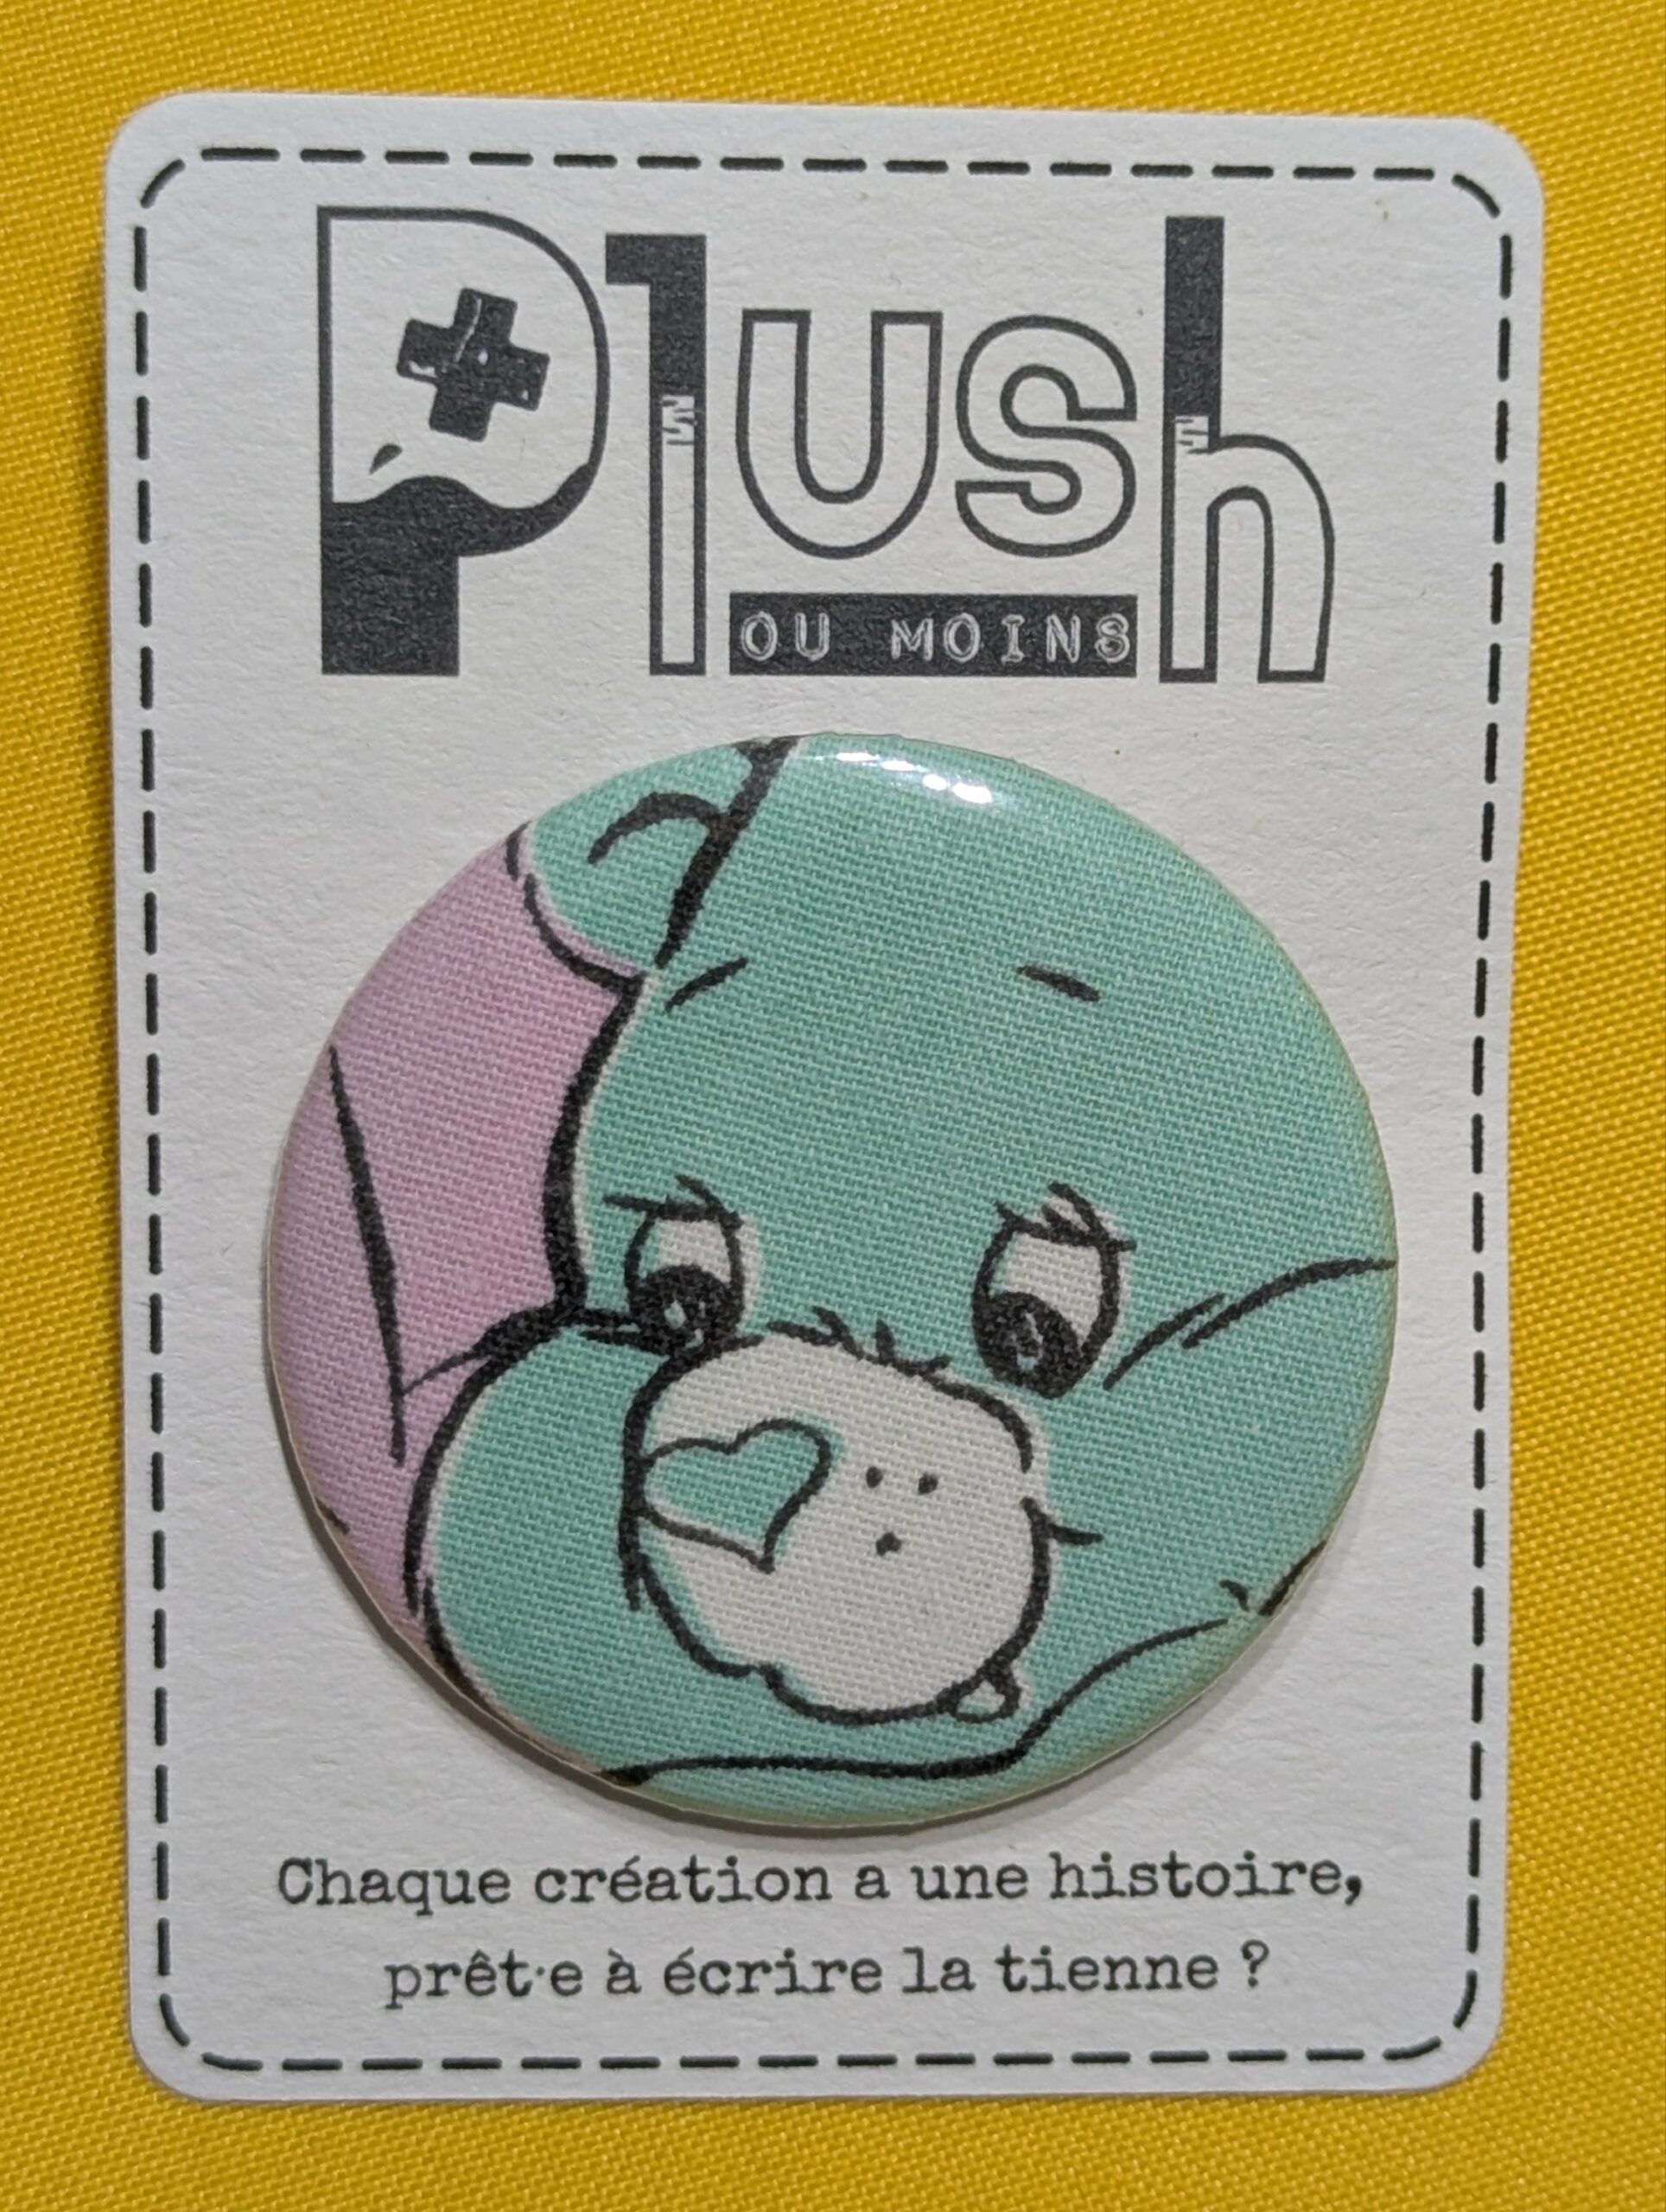 Plush
OU MOINS
Chaque création a une histoire,
prêt·e à écrire la tienne ?